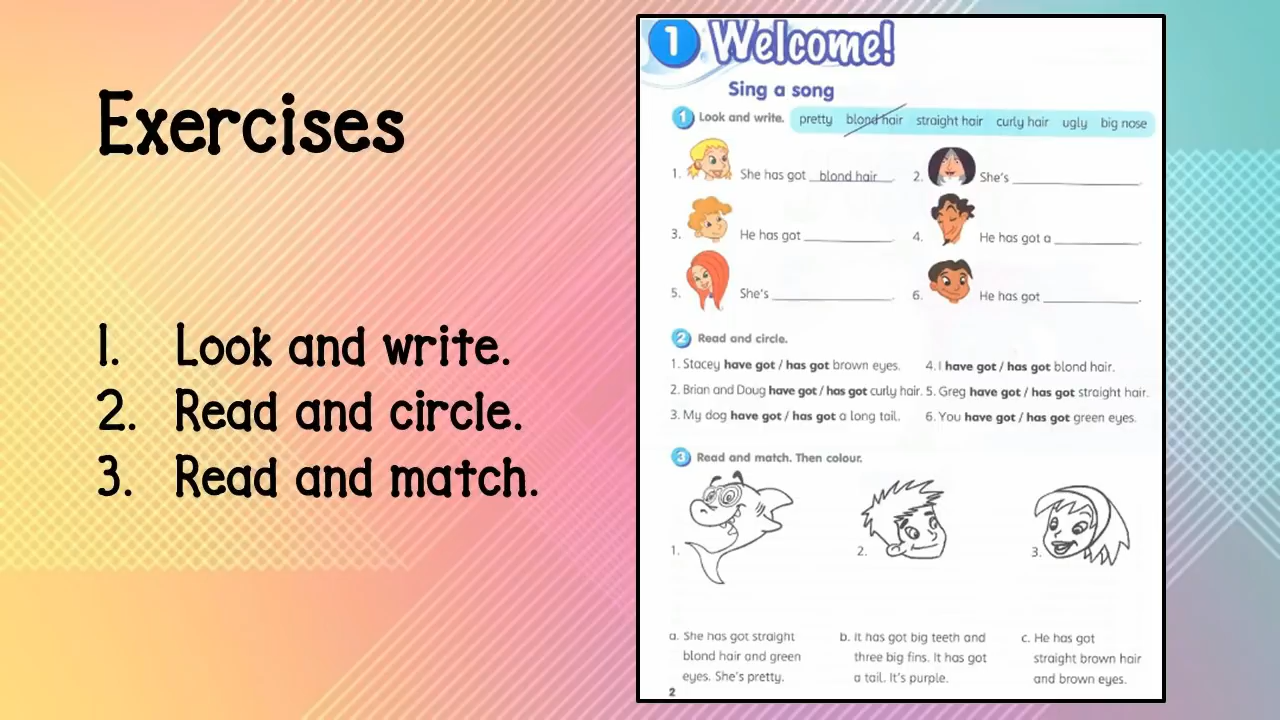 Exercises
1. Look and write.
2. Read and circle.
3. Read and match.
1 Welcome!
Sing a song
1 Look and write. pretty blond hair straight hair curly hair ugly big nose
1. She has got blond hair. 2. She's ____.
3. He has got ____. 4. He has got a ____.
5. She's ____. 6. He has got ____.
2 Read and circle.
1. Stacey have got / has got brown eyes. 4. I have got / has got blond hair.
2. Brian and Doug have got / has got curly hair. 5. Greg have got / has got straight hair.
3. My dog have got / has got a long tail. 6. You have got / has got green eyes.
3 Read and match. Then colour.
1. 2. 3.
a. She has got straight
blond hair and green
eyes. She's pretty.
b. It has got big teeth and
three big fins. It has got
a tail. It's purple.
c. He has got
straight brown hair
and brown eyes.
2